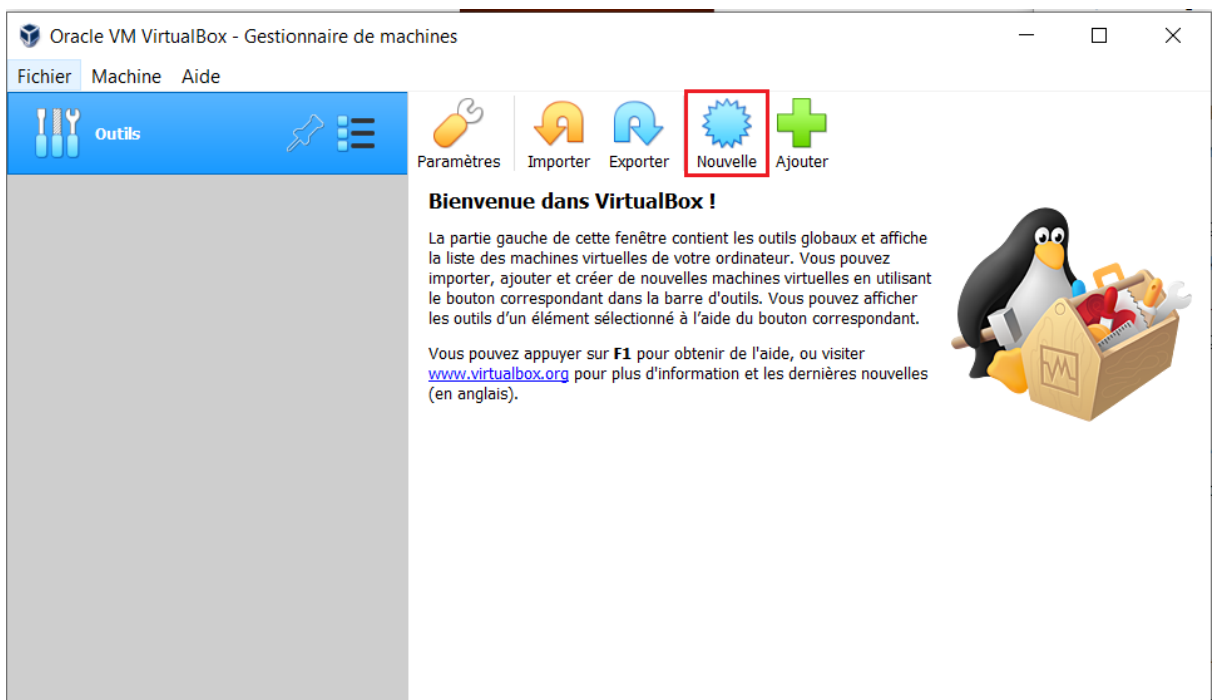 Oracle VM VirtualBox - Gestionnaire de machines
Fichier Machine Aide
Outils
Paramètres Importer Exporter Nouvelle Ajouter
Bienvenue dans VirtualBox !
La partie gauche de cette fenêtre contient les outils globaux et affiche
la liste des machines virtuelles de votre ordinateur. Vous pouvez
importer, ajouter et créer de nouvelles machines virtuelles en utilisant
le bouton correspondant dans la barre d'outils. Vous pouvez afficher
les outils d’un élément sélectionné à l’aide du bouton correspondant.
Vous pouvez appuyer sur F1 pour obtenir de l'aide, ou visiter
www.virtualbox.org pour plus d'information et les dernières nouvelles
(en anglais).